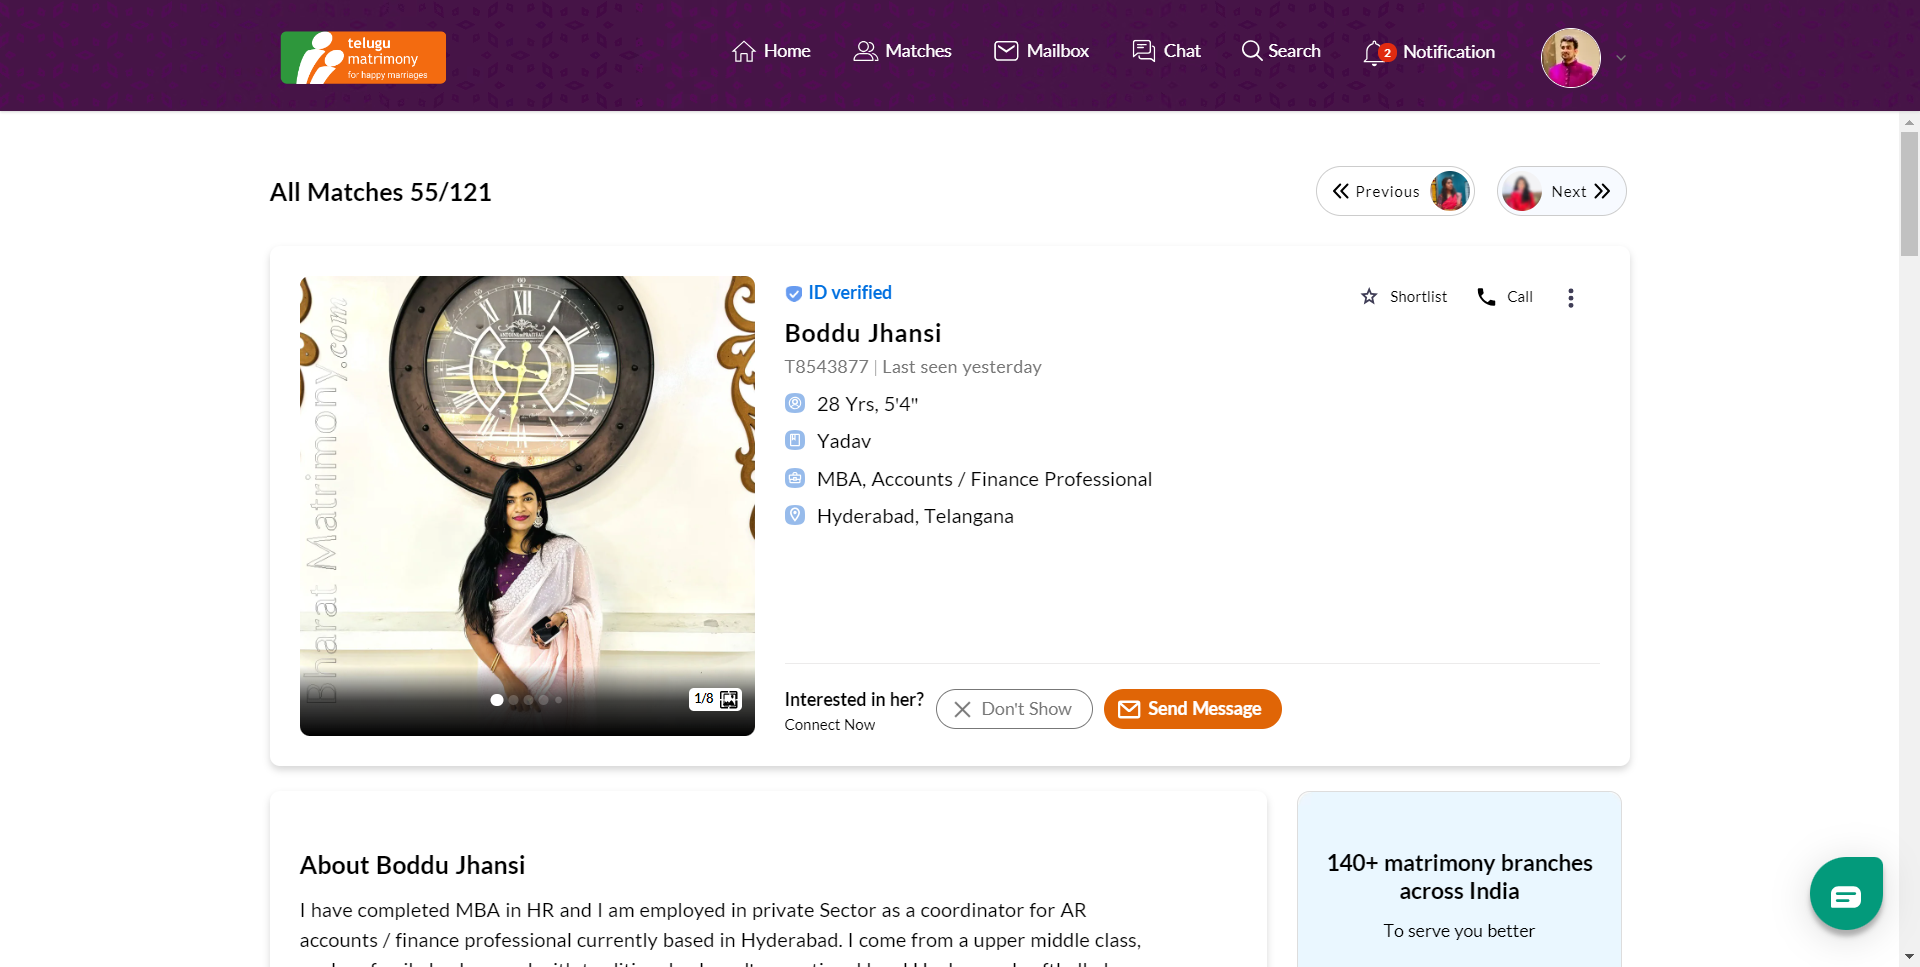 telugu
matrimony
for happy marriages
Home
Matches
Mailbox
Chat
Search
2
Notification
All Matches 55/121
Previous
Next
Bharat Matrimony.com
XII
1/8
ID verified
Shortlist
Call
Boddu Jhansi
T8543877 | Last seen yesterday
28 Yrs, 5'4"
Yadav
MBA, Accounts / Finance Professional
Hyderabad, Telangana
Interested in her?
Connect Now
Don't Show
Send Message
About Boddu Jhansi
I have completed MBA in HR and I am employed in private Sector as a coordinator for AR
accounts / finance professional currently based in Hyderabad. I come from a upper middle class,
140+ matrimony branches
across India
To serve you better